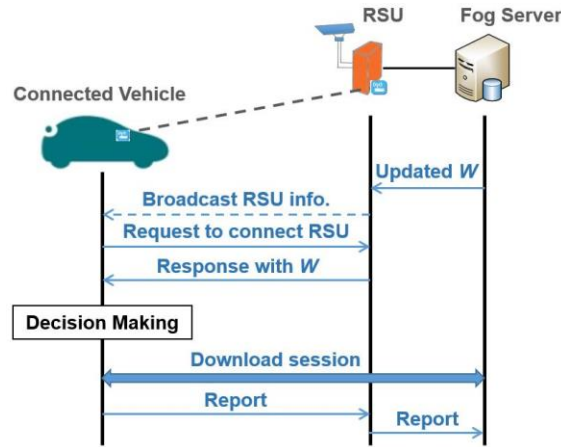 RSU
Fog Server
Connected Vehicle
Updated W
Broadcast RSU info.
Request to connect RSU
Response with W
Decision Making
Download session
Report
Report